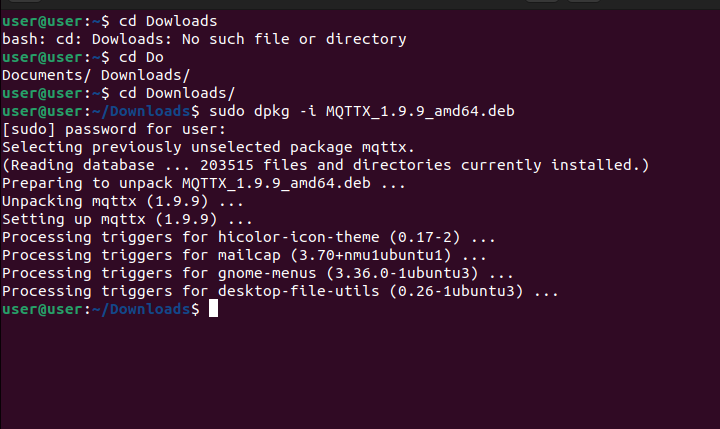 user@user:~$ cd Dowloads
bash: cd: Dowloads: No such file or directory
user@user:~$ cd Do
Documents/ Downloads/
user@user:~$ cd Downloads/
user@user:~/Downloads$ sudo dpkg -i MQTTX_1.9.9_amd64.deb
[sudo] password for user:
Selecting previously unselected package mqttx.
(Reading database ... 203515 files and directories currently installed.)
Preparing to unpack MQTTX_1.9.9_amd64.deb ...
Unpacking mqttx (1.9.9) ...
Setting up mqttx (1.9.9) ...
Processing triggers for hicolor-icon-theme (0.17-2) ...
Processing triggers for mailcap (3.70+nmu1ubuntu1) ...
Processing triggers for gnome-menus (3.36.0-1ubuntu3) ...
Processing triggers for desktop-file-utils (0.26-1ubuntu3) ...
user@user:~/Downloads$